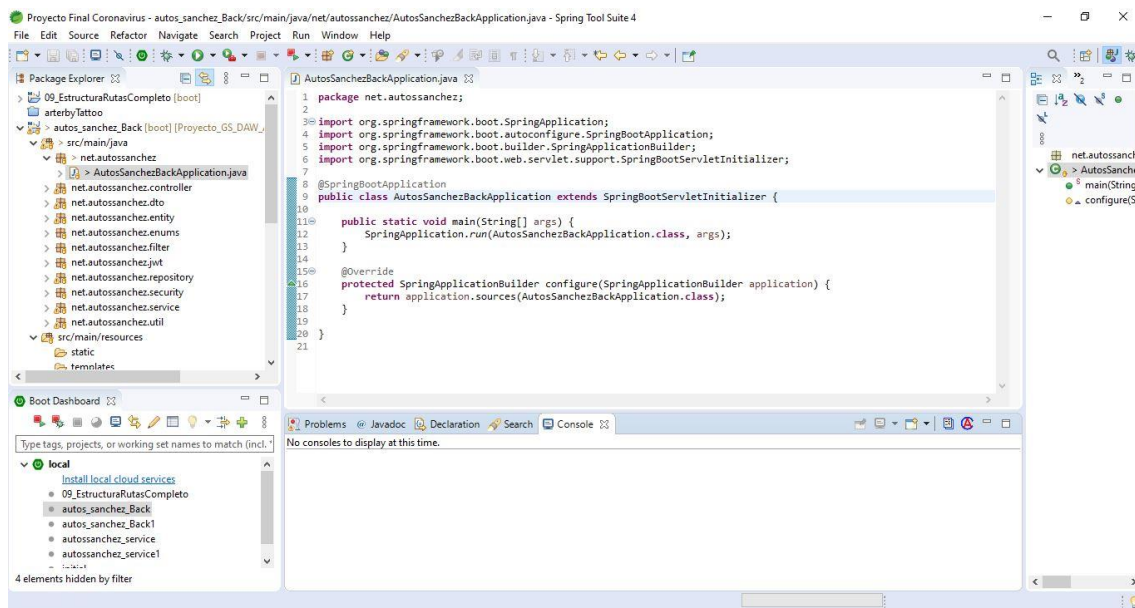 Proyecto Final Coronavirus - autos_sanchez_Back/src/main/java/net/autossanchez/AutosSanchezBackApplication.java - Spring Tool Suite 4
File Edit Source Refactor Navigate Search Project Run Window Help
Package Explorer
09_EstructuraRutasCompleto [boot]
arterbyTattoo
> autos_sanchez_Back [boot] [Proyecto_GS_DAW_
> src/main/java
> net.autossanchez
> AutosSanchezBackApplication.java
net.autossanchez.controller
net.autossanchez.dto
net.autossanchez.entity
net.autossanchez.enums
net.autossanchez.filter
net.autossanchez.jwt
net.autossanchez.repository
net.autossanchez.security
net.autossanchez.service
net.autossanchez.util
src/main/resources
static
templates
Boot Dashboard
Type tags, projects, or working set names to match (incl. *
local
Install local cloud services
09_EstructuraRutasCompleto
autos_sanchez_Back
autos_sanchez_Back1
autossanchez_service
autossanchez_service1
initial
4 elements hidden by filter
AutosSanchezBackApplication.java
1 package net.autossanchez;
2
3 import org.springframework.boot.SpringApplication;
4 import org.springframework.boot.autoconfigure.SpringBootApplication;
5 import org.springframework.boot.builder.SpringApplicationBuilder;
6 import org.springframework.boot.web.servlet.support.SpringBootServletInitializer;
7
8 @SpringBootApplication
9 public class AutosSanchezBackApplication extends SpringBootServletInitializer {
10
11 public static void main(String[] args) {
12 SpringApplication.run(AutosSanchezBackApplication.class, args);
13 }
14
15 @Override
16 protected SpringApplicationBuilder configure(SpringApplicationBuilder application) {
17 return application.sources(AutosSanchezBackApplication.class);
18 }
19
20 }
21
Problems Javadoc Declaration Search Console
No consoles to display at this time.
net.autossanch
> AutosSanche
main(String
configure(S